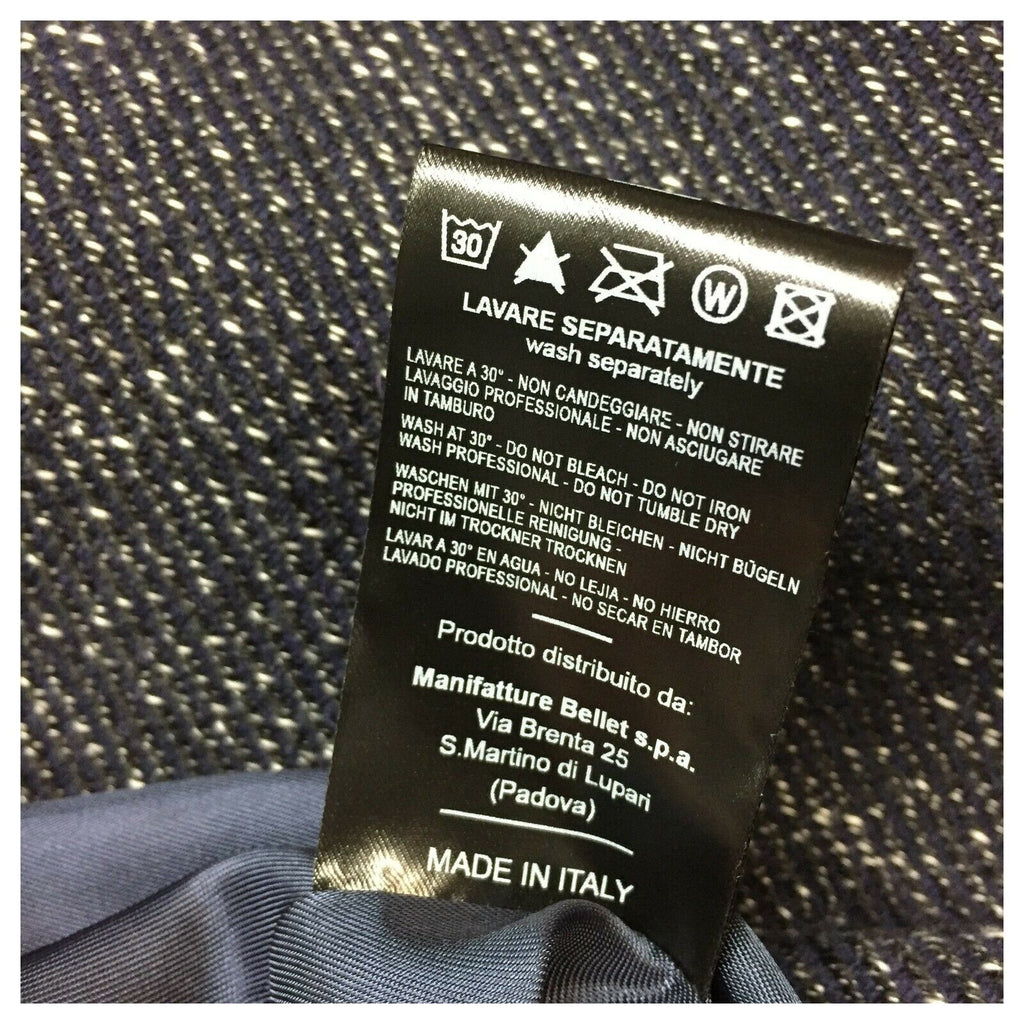 30
W
LAVARE SEPARATAMENTE
wash separately
LAVARE A 30° - NON CANDEGGIARE - NON STIRARE
LAVAGGIO PROFESSIONALE - NON ASCIUGARE
IN TAMBURO
WASH AT 30° - DO NOT BLEACH - DO NOT IRON
WASH PROFESSIONAL - DO NOT TUMBLE DRY
WASCHEN MIT 30° - NICHT BLEICHEN - NICHT BÜGELN
PROFESSIONELLE REINIGUNG -
NICHT IM TROCKNER TROCKNEN
LAVAR A 30° EN AGUA - NO LEJIA - NO HIERRO
LAVADO PROFESSIONAL - NO SECAR EN TAMBOR
Prodotto distribuito da:
Manifatture Bellet s.p.a.
Via Brenta 25
S.Martino di Lupari
(Padova)
MADE IN ITALY